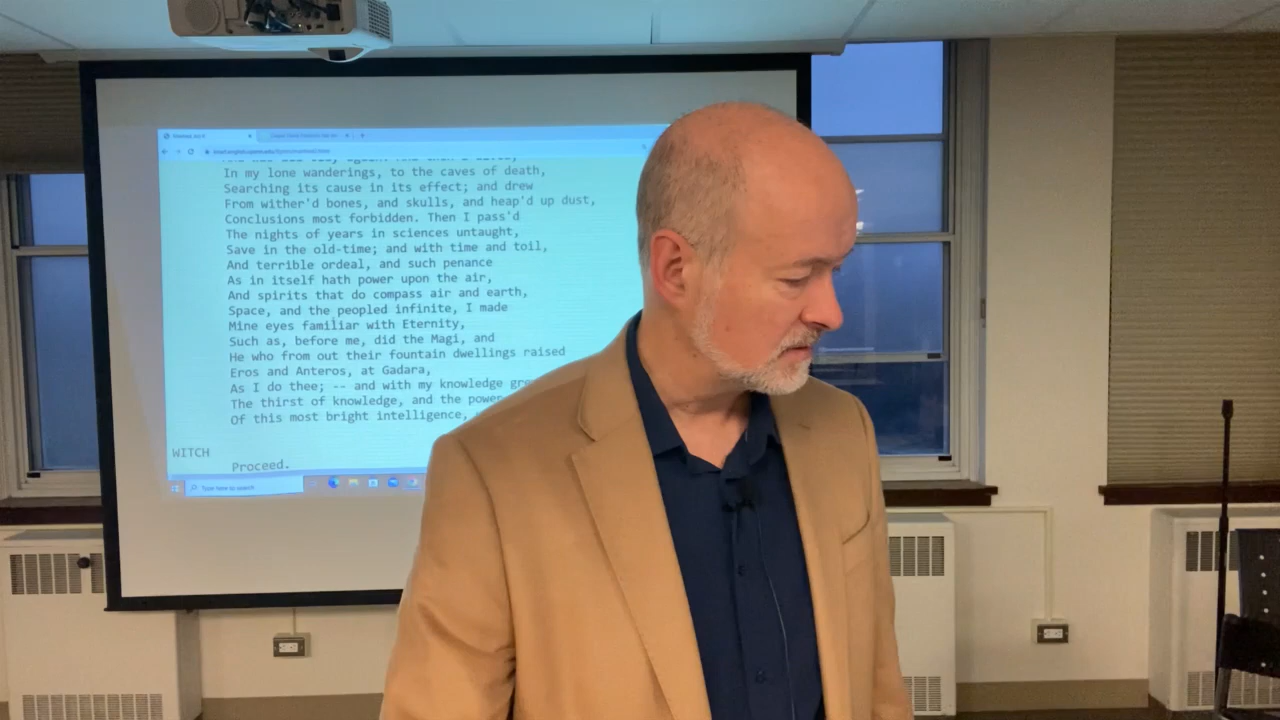 In my lone wanderings, to the caves of death,
Searching its cause in its effect; and drew
From wither'd bones, and skulls, and heap'd up dust,
Conclusions most forbidden. Then I pass'd
The nights of years in sciences untaught,
Save in the old-time; and with time and toil,
And terrible ordeal, and such penance
As in itself hath power upon the air,
And spirits that do compass air and earth,
Space, and the peopled infinite, I made
Mine eyes familiar with Eternity,
Such as, before me, did the Magi, and
He who from out their fountain dwellings raised
Eros and Anteros, at Gadara,
As I do thee; -- and with my knowledge
The thirst of knowledge, and the power
Of this most bright intelligence,
WITCH
Proceed.
Type here to search